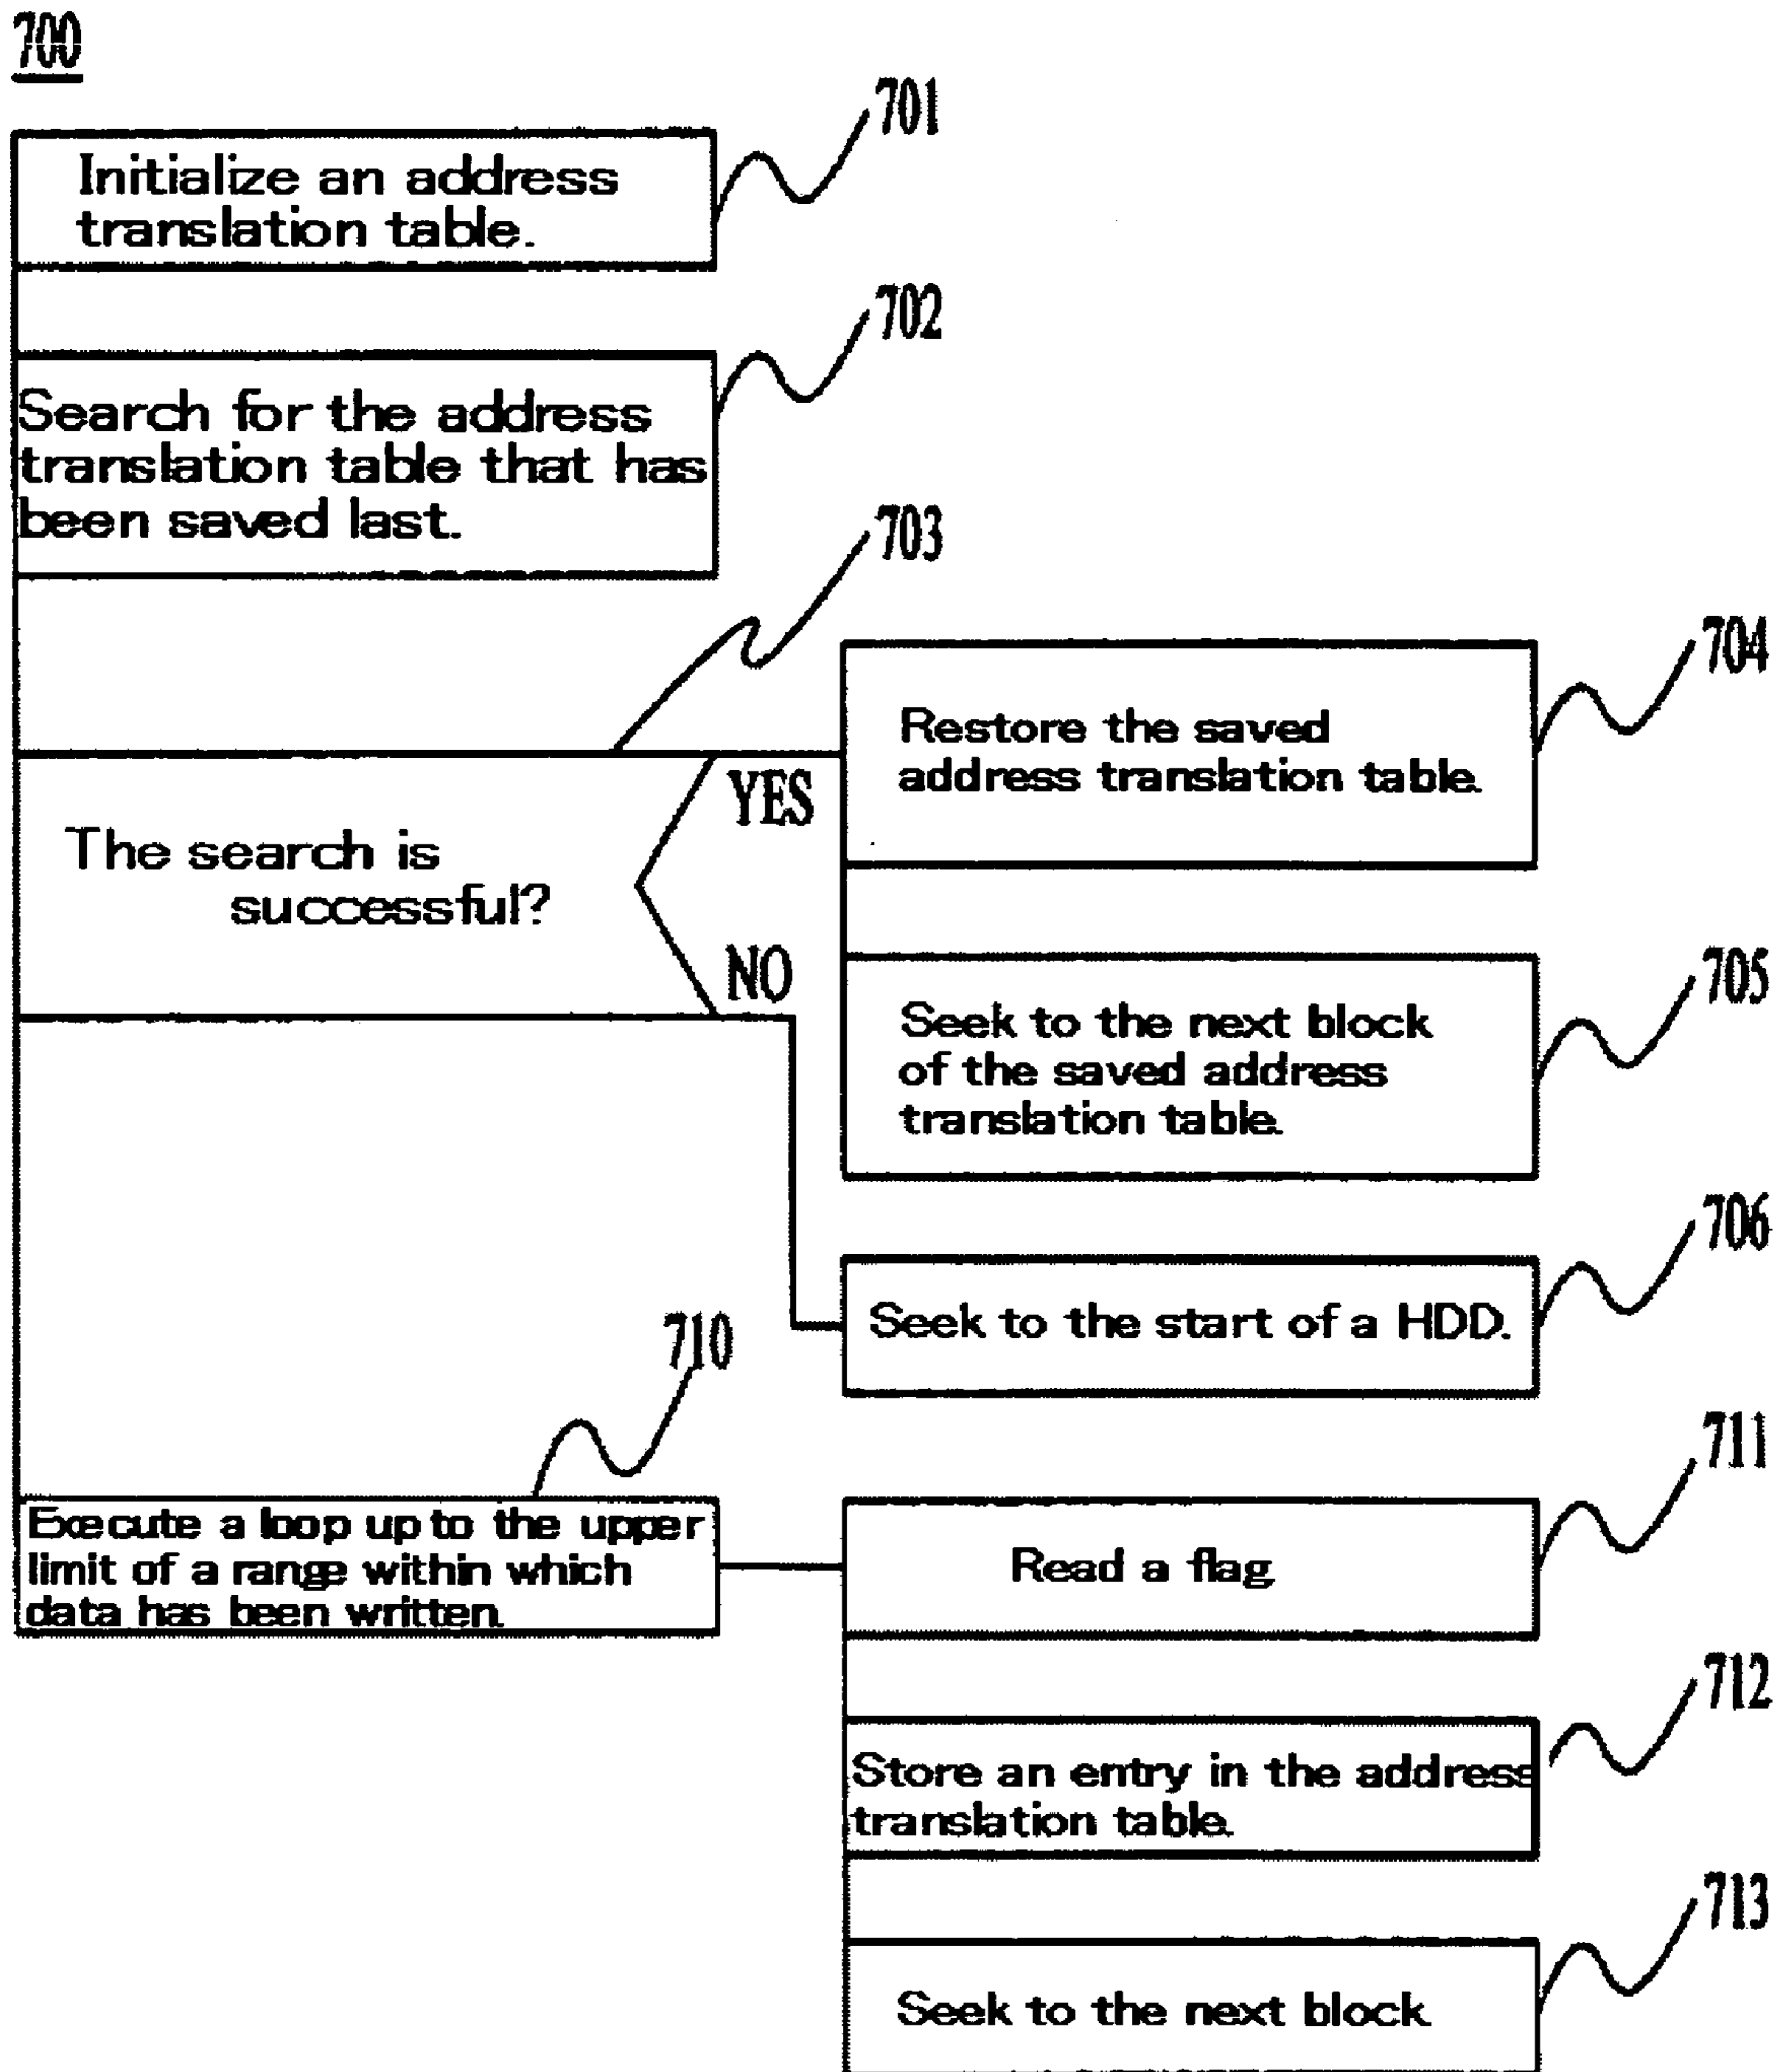 700
701
Initialize an address
translation table.
702
Search for the address
translation table that has
been saved last.
703
704
Restore the saved
address translation table.
YES
The search is
successful?
NO
705
Seek to the next block
of the saved address
translation table.
706
Seek to the start of a HDD.
710
711
Execute a loop up to the upper
limit of a range within which
data has been written.
Read a flag
712
Store an entry in the address
translation table.
713
Seek to the next block